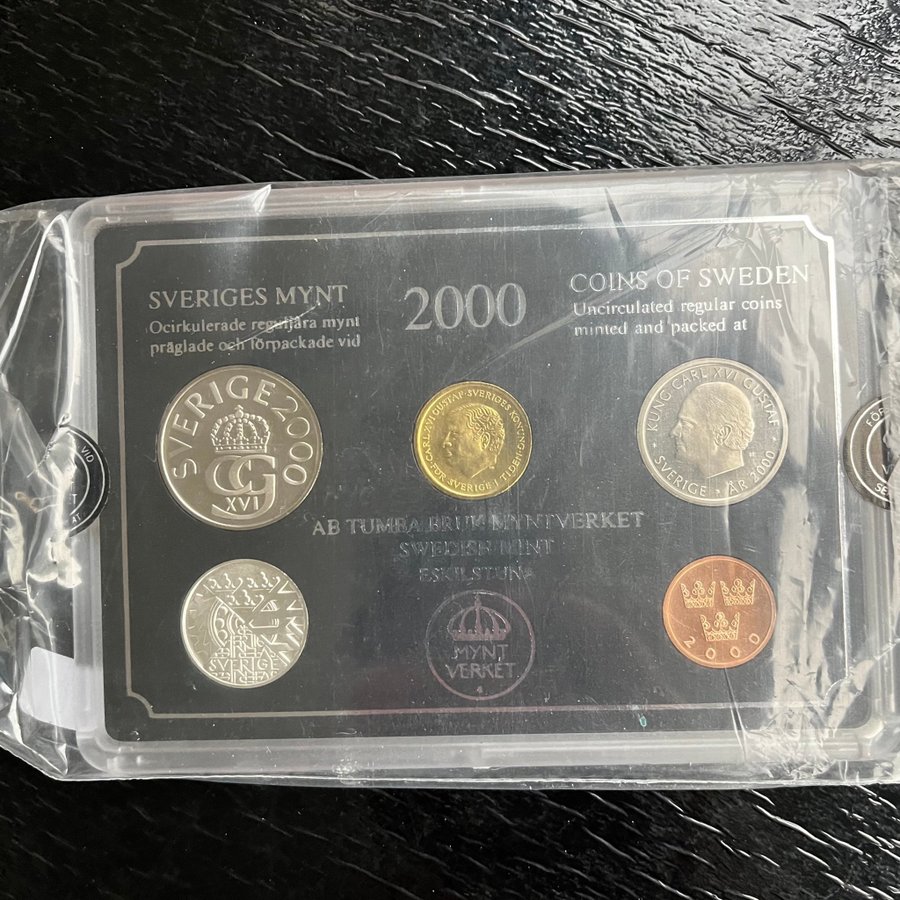 SVERIGES MYNT
Ocirkulerade reguljära mynt
präglade och förpackade vid
2000
COINS OF SWEDEN
Uncirculated regular coins
minted and packed at
SVERIGE 2000
XVI
CARL XVI GUSTAF·SVERIGES KONUNG
FÖR SVERIGE I TIDEN
KUNG CARL XVI GUSTAF
SVERIGE · ÅR 2000
VID
AT
AB TUMBA BRUK MYNTVERKET
SWEDISH MINT
ESKILSTUNA
SVERIGE
MYNT
VERKET
2000